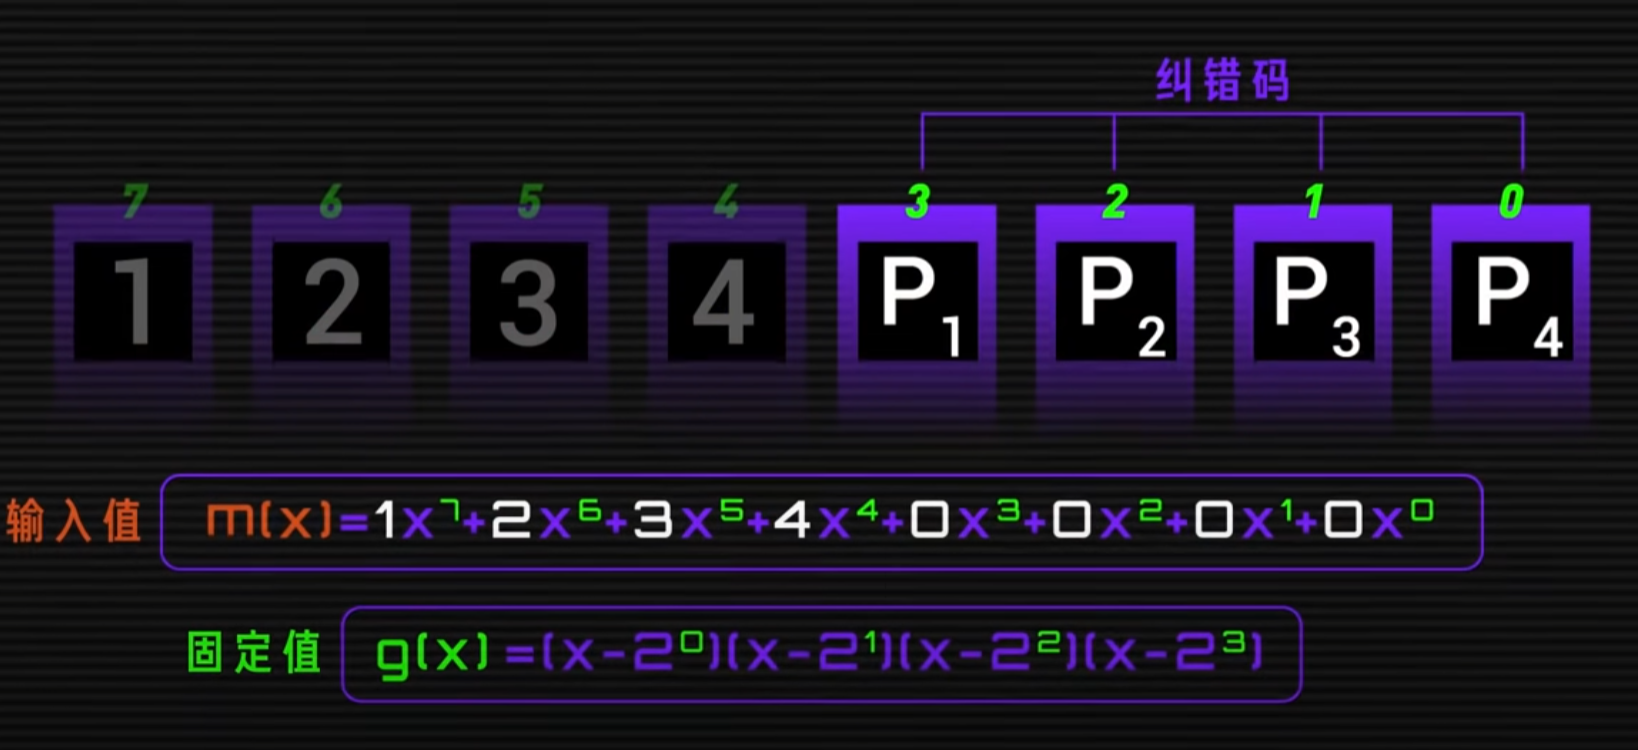 纠错码
7 6 5 4 3 2 1 0
1 2 3 4 P₁ P₂ P₃ P₄
输入值 m(x)=1x⁷+2x⁶+3x⁵+4x⁴+0x³+0x²+0x¹+0x⁰
固定值 g(x)=(x-2⁰)(x-2¹)(x-2²)(x-2³)